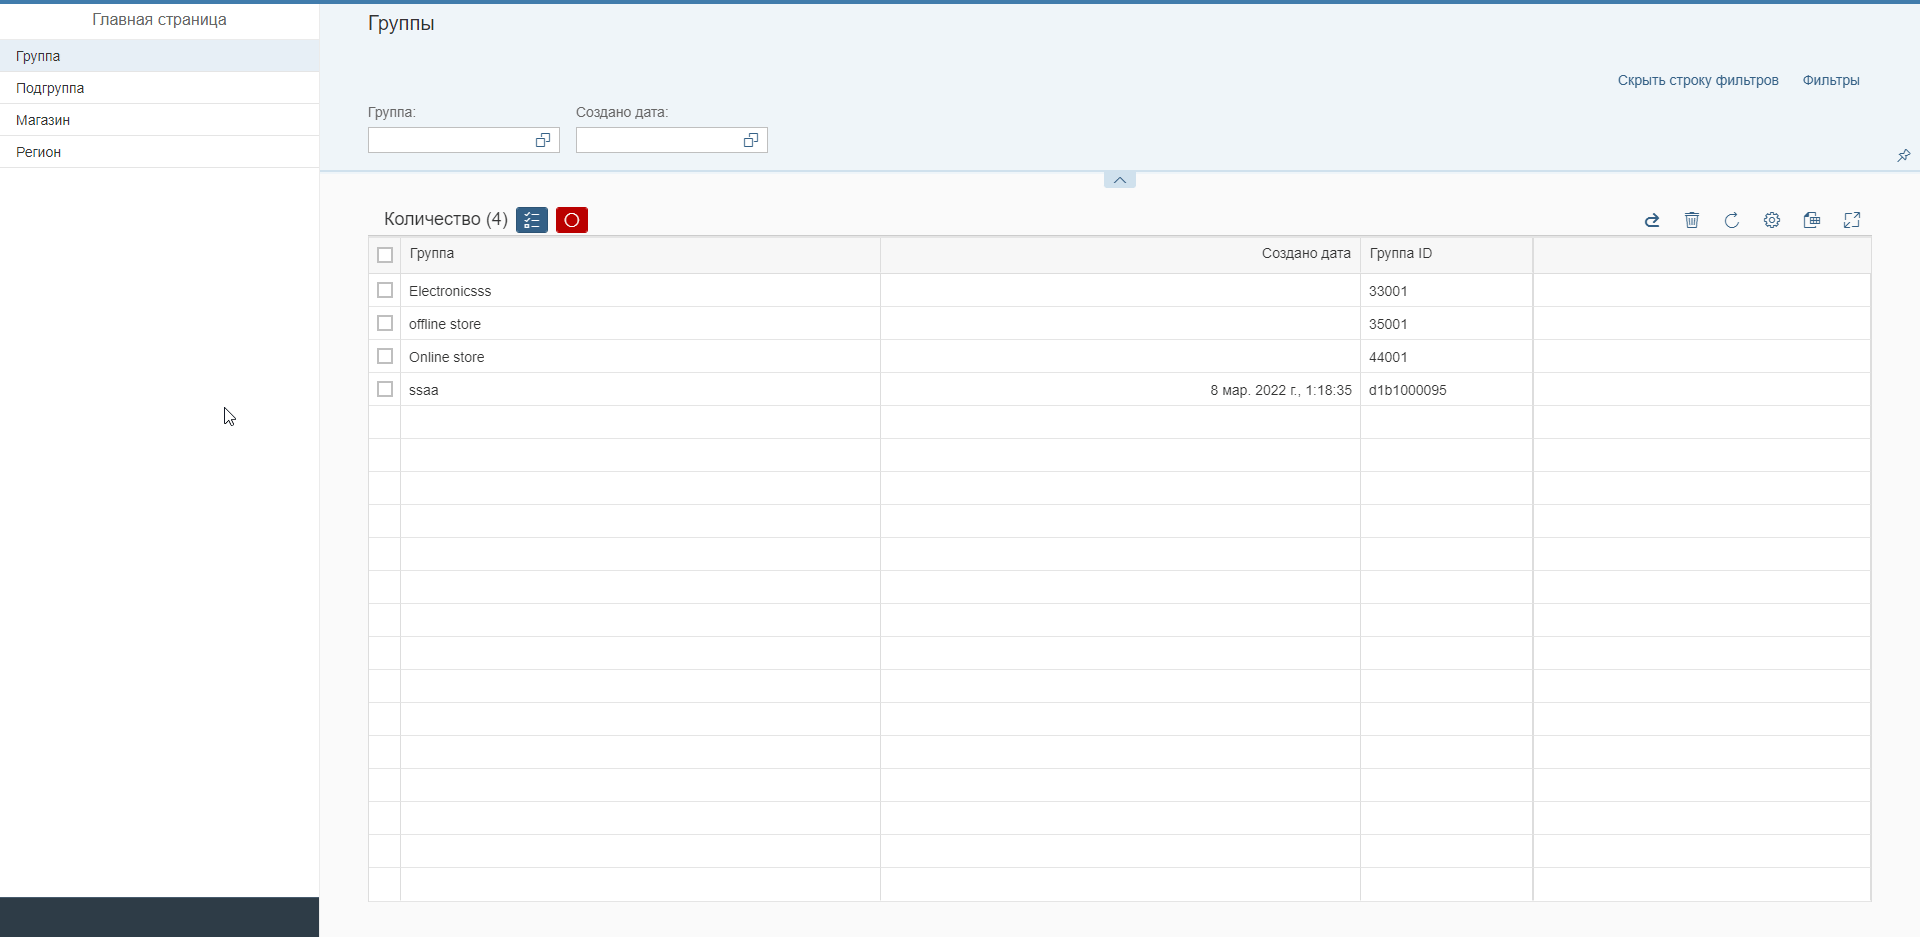 Главная страница
Группа
Подгруппа
Магазин
Регион
Группы
Скрыть строку фильтров Фильтры
Группа: Создано дата:
Количество (4)
Группа Создано дата Группа ID
Electronicsss 33001
offline store 35001
Online store 44001
ssaa 8 мар. 2022 г., 1:18:35 d1b1000095